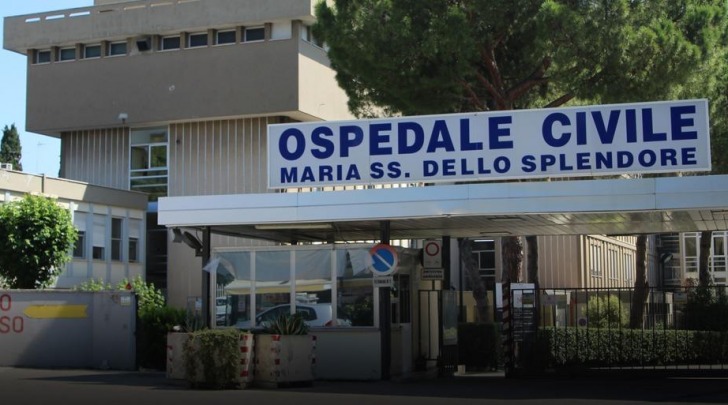 OSPEDALE CIVILE
MARIA SS. DELLO SPLENDORE